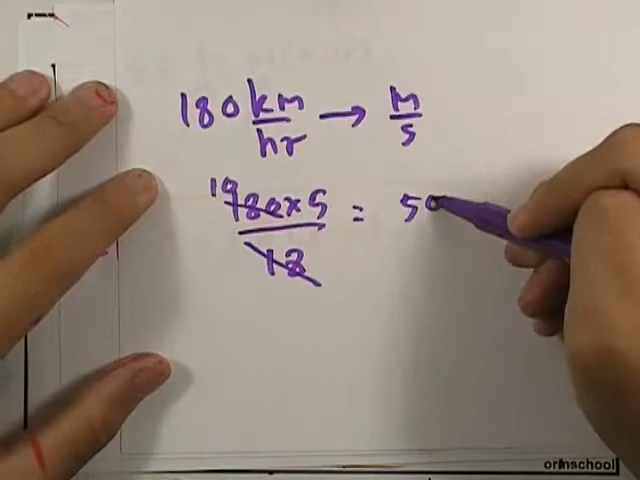 180 km/hr → m/s
10
180 x 5 = 50
18
orinschool